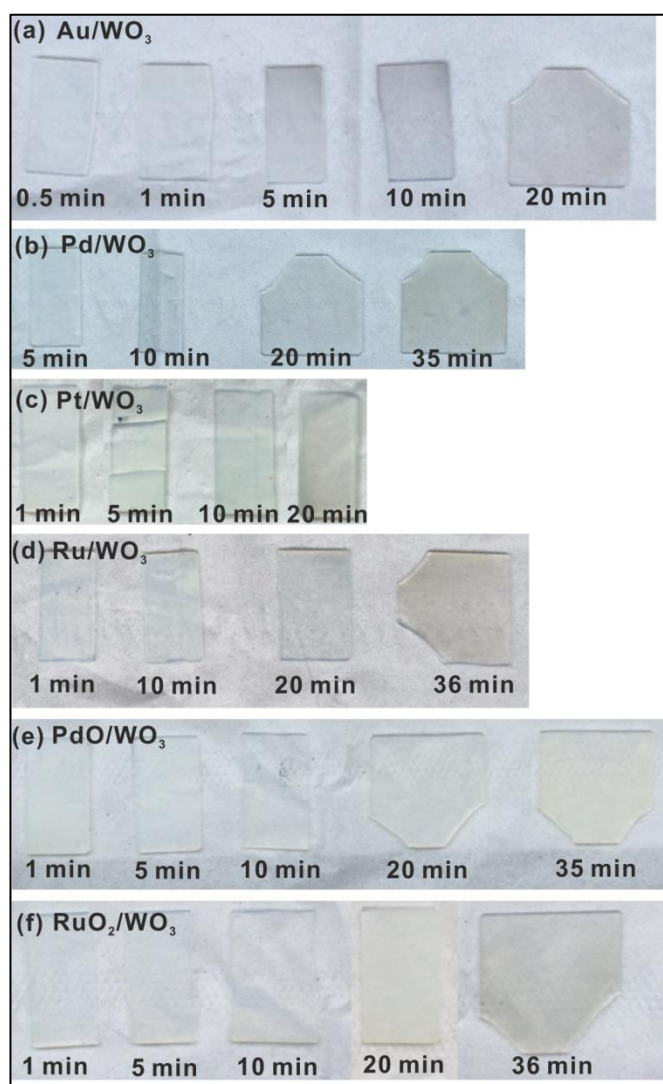 (a) Au/WO₃
0.5 min 1 min 5 min 10 min 20 min
(b) Pd/WO₃
5 min 10 min 20 min 35 min
(c) Pt/WO₃
1 min 5 min 10 min 20 min
(d) Ru/WO₃
1 min 10 min 20 min 36 min
(e) PdO/WO₃
1 min 5 min 10 min 20 min 35 min
(f) RuO₂/WO₃
1 min 5 min 10 min 20 min 36 min